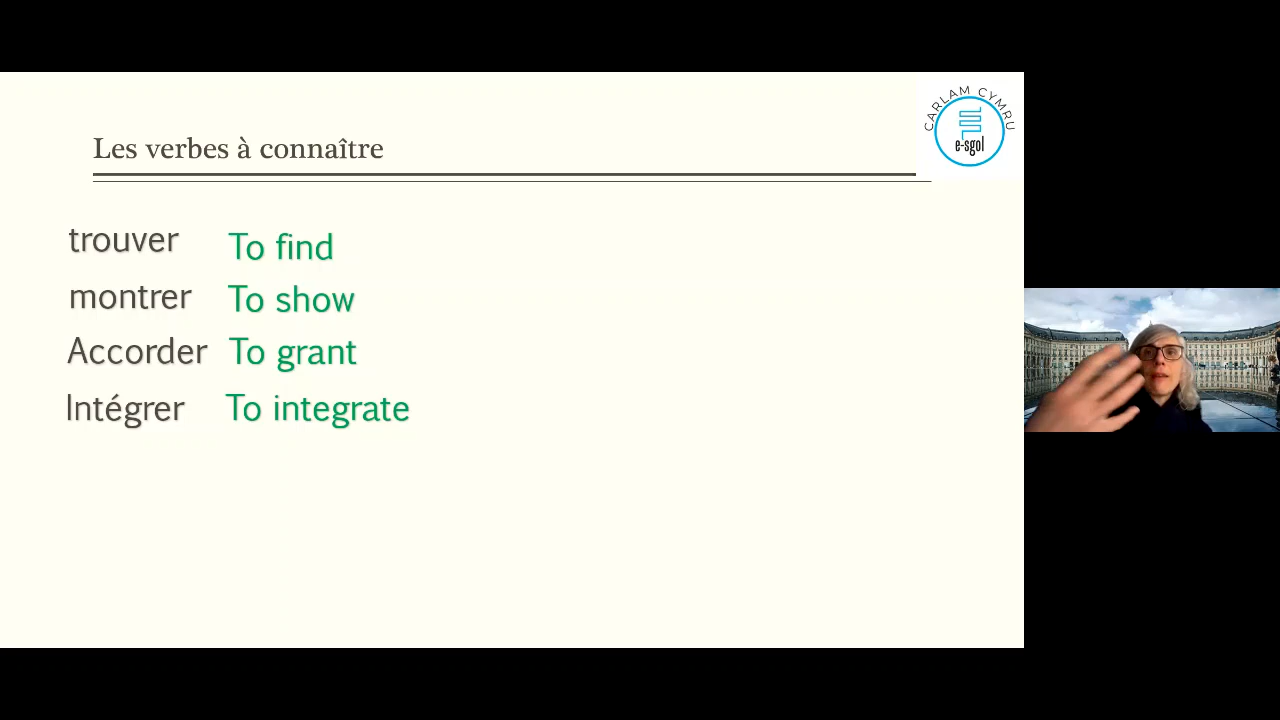 CARLAM CYMRU
e-sgol
Les verbes à connaître
trouver To find
montrer To show
Accorder To grant
Intégrer To integrate